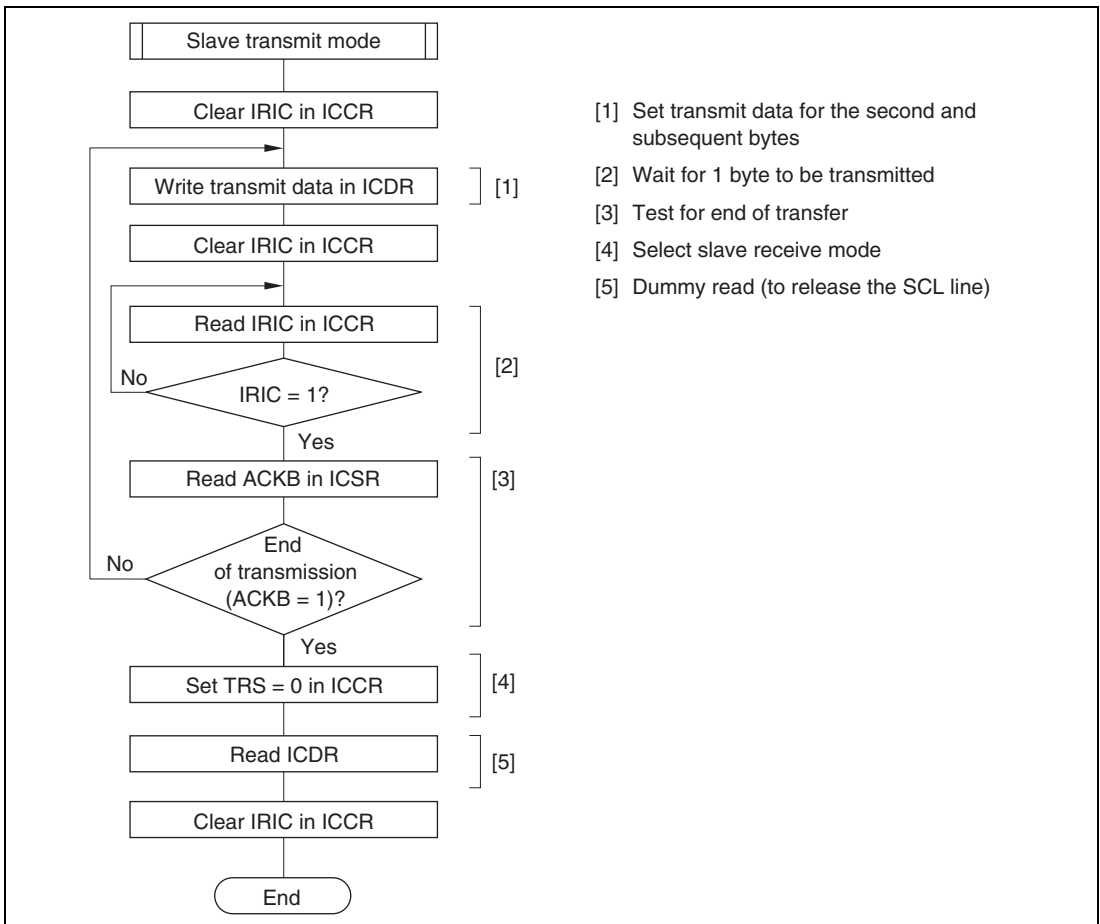 Slave transmit mode
Clear IRIC in ICCR
Write transmit data in ICDR
[1]
Clear IRIC in ICCR
Read IRIC in ICCR
[2]
No
IRIC = 1?
Yes
Read ACKB in ICSR
[3]
No
End
of transmission
(ACKB = 1)?
Yes
Set TRS = 0 in ICCR
[4]
Read ICDR
[5]
Clear IRIC in ICCR
End
[1] Set transmit data for the second and
subsequent bytes
[2] Wait for 1 byte to be transmitted
[3] Test for end of transfer
[4] Select slave receive mode
[5] Dummy read (to release the SCL line)